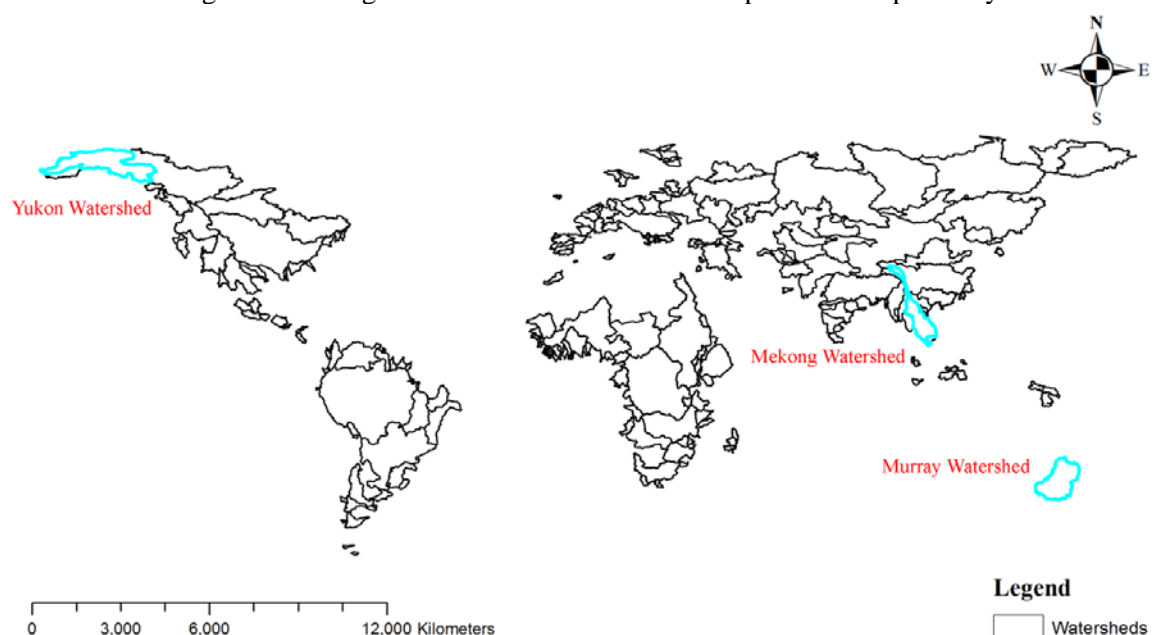 N
W
E
S
Yukon Watershed
Mekong Watershed
Murray Watershed
Legend
Watersheds
0 3.000 6.000 12.000 Kilometers